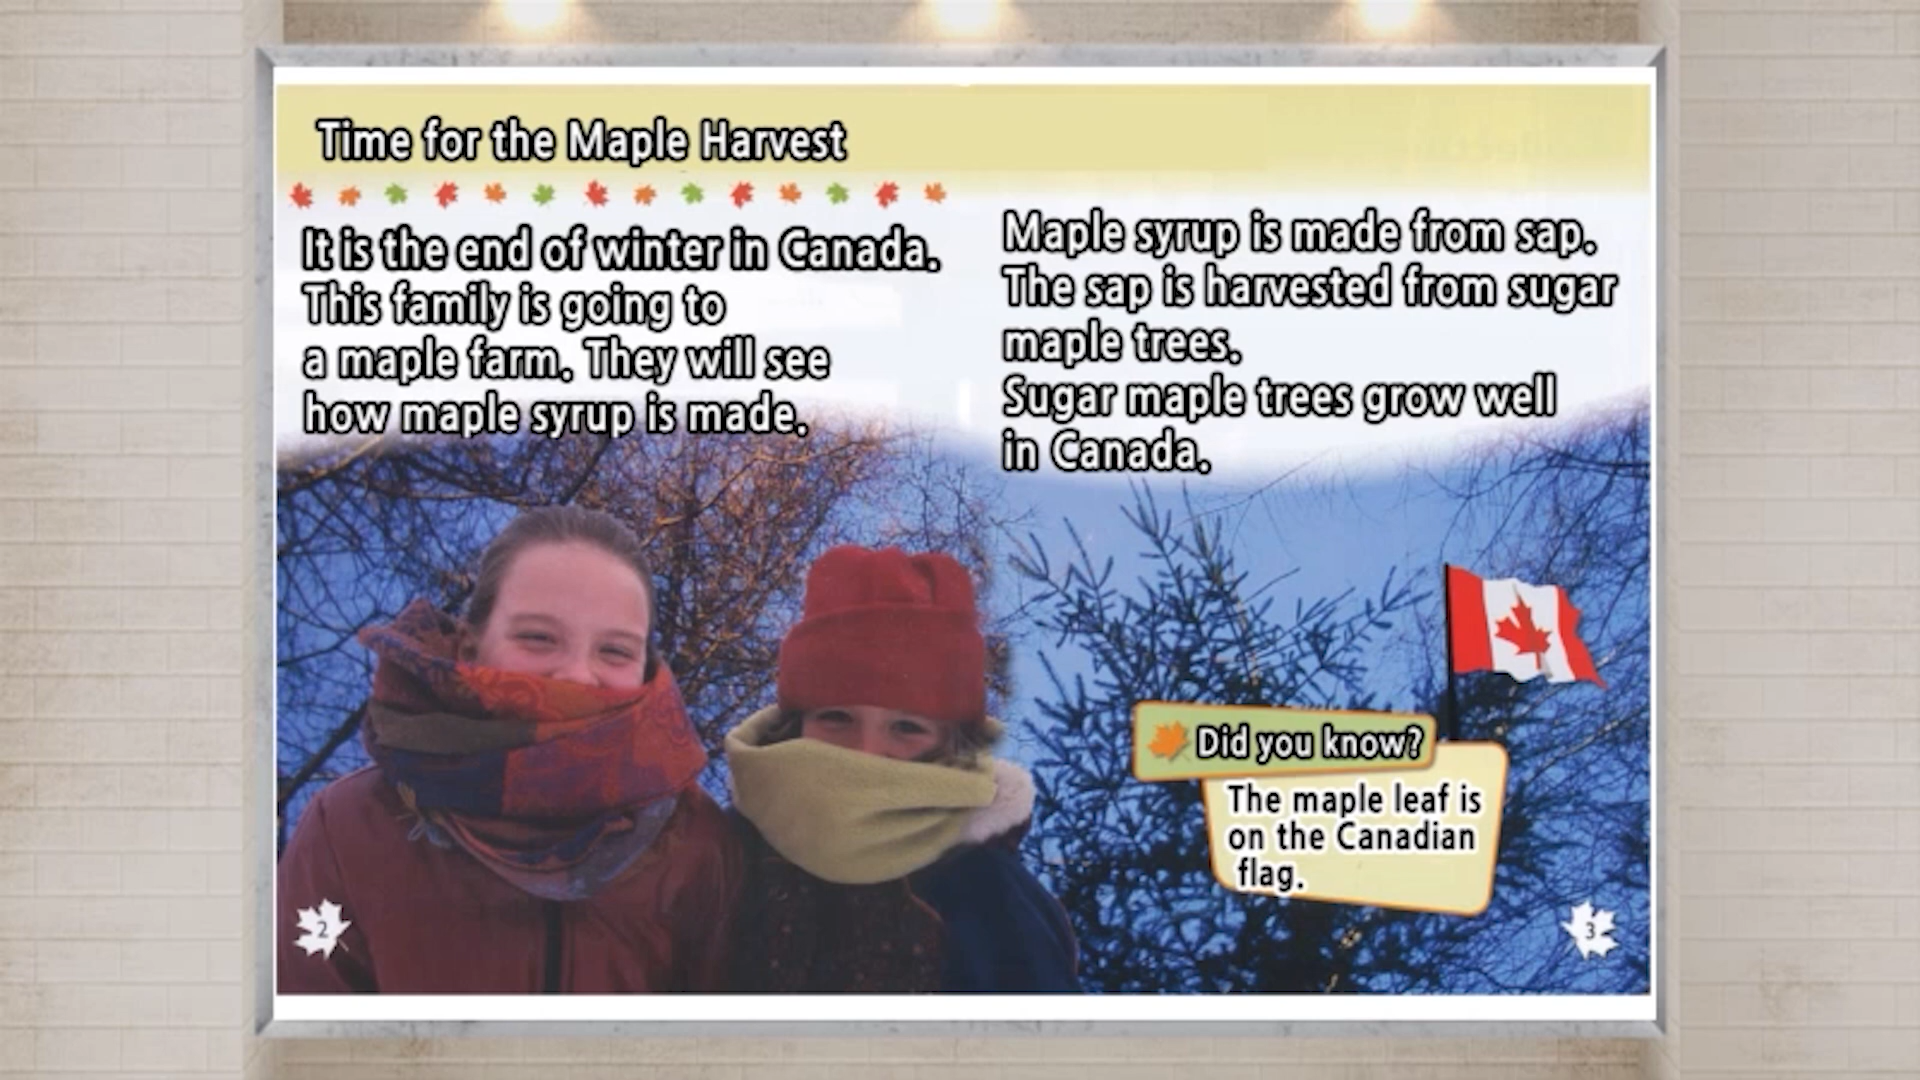 Time for the Maple Harvest
It is the end of winter in Canada.
This family is going to
a maple farm. They will see
how maple syrup is made.
2
Maple syrup is made from sap.
The sap is harvested from sugar
maple trees.
Sugar maple trees grow well
in Canada.
Did you know?
The maple leaf is
on the Canadian
flag.
3